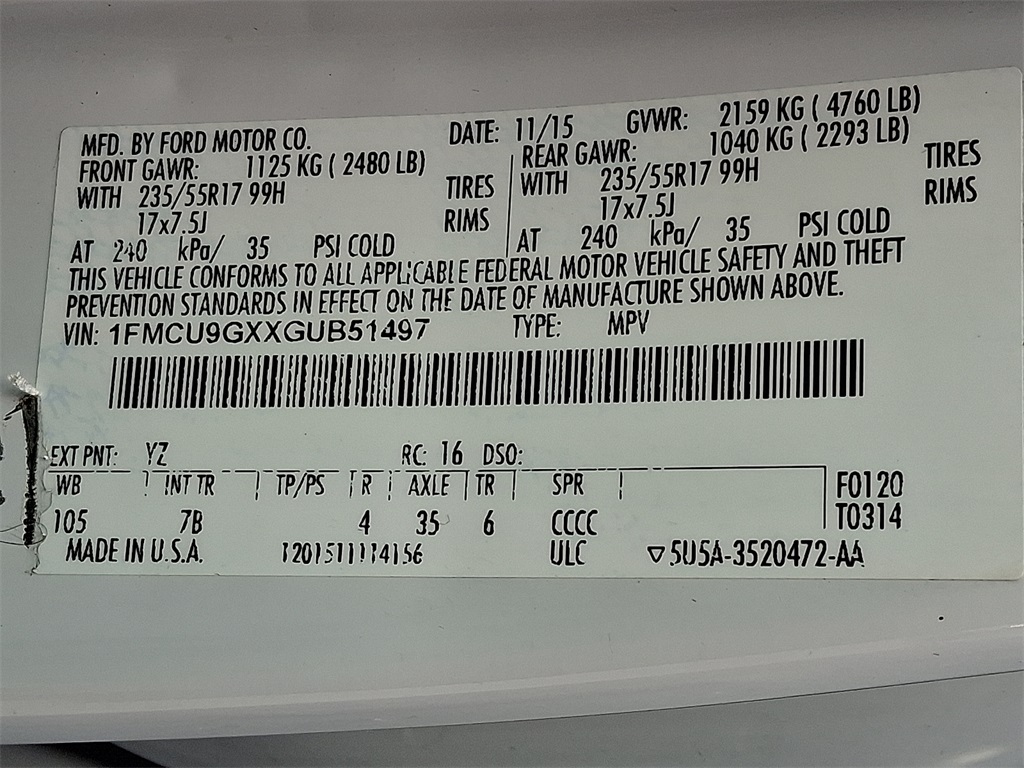 MFD. BY FORD MOTOR CO. DATE: 11/15 GVWR: 2159 KG ( 4760 LB)
FRONT GAWR: 1125 KG ( 2480 LB) REAR GAWR: 1040 KG ( 2293 LB)
WITH 235/55R17 99H TIRES WITH 235/55R17 99H TIRES
17x7.5J RIMS 17x7.5J RIMS
AT 240 kPa/ 35 PSI COLD AT 240 kPa/ 35 PSI COLD
THIS VEHICLE CONFORMS TO ALL APPLICABLE FEDERAL MOTOR VEHICLE SAFETY AND THEFT
PREVENTION STANDARDS IN EFFECT ON THE DATE OF MANUFACTURE SHOWN ABOVE.
VIN: 1FMCU9GXXGUB51497 TYPE: MPV
EXT PNT: YZ RC: 16 DSO:
WB INT TR TP/PS R AXLE TR SPR F0120
105 7B 4 35 6 CCCC T0314
MADE IN U.S.A. ULC ▽5U5A-3520472-AA